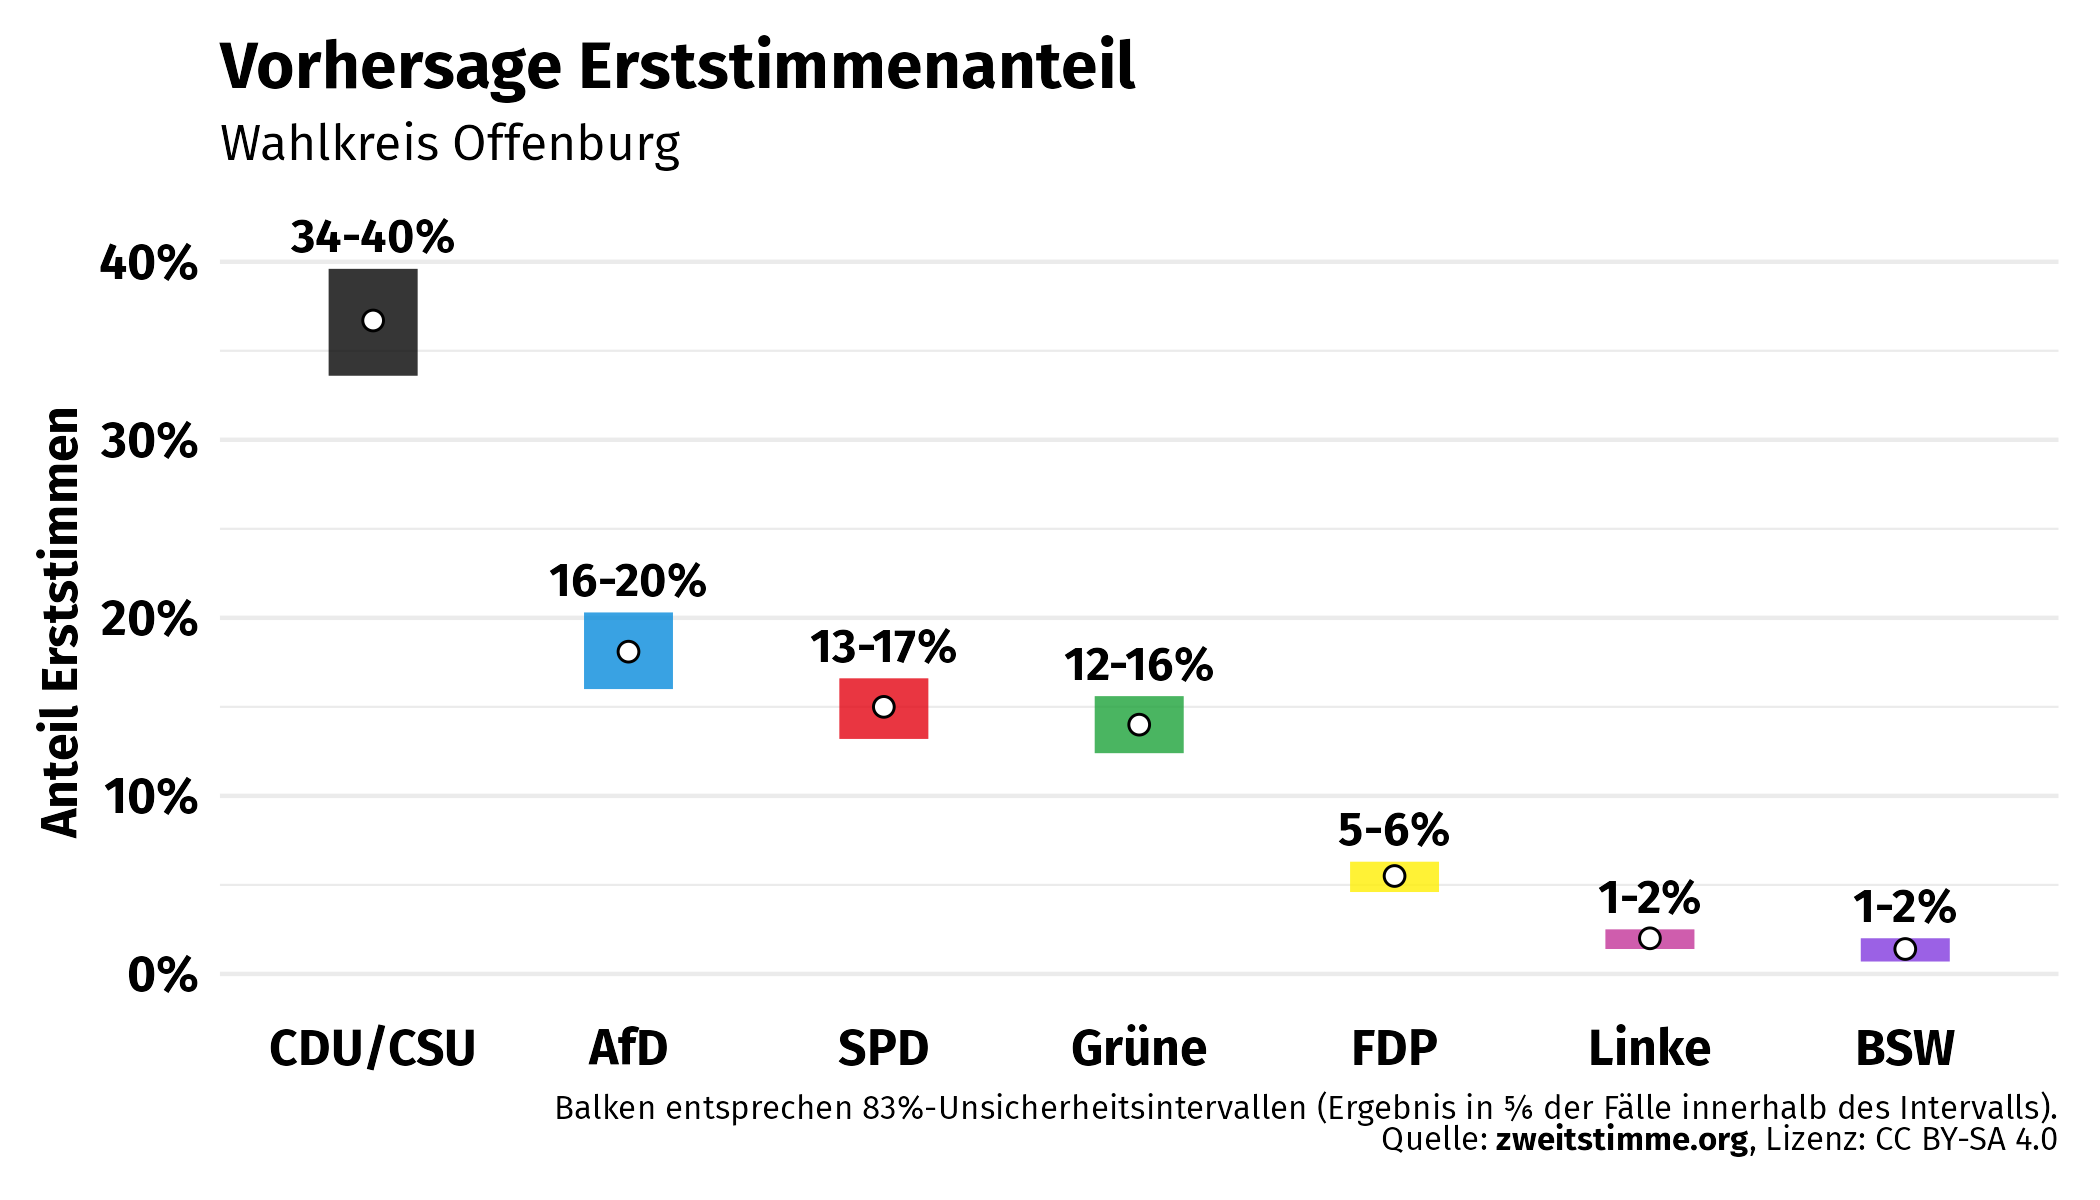 Vorhersage Erststimmenanteil
Wahlkreis Offenburg
Anteil Erststimmen
40%
30%
20%
10%
0%
34-40%
16-20%
13-17%
12-16%
5-6%
1-2%
1-2%
CDU/CSU AfD SPD Grüne FDP Linke BSW
Balken entsprechen 83%-Unsicherheitsintervallen (Ergebnis in ⅚ der Fälle innerhalb des Intervalls).
Quelle: zweitstimme.org, Lizenz: CC BY-SA 4.0